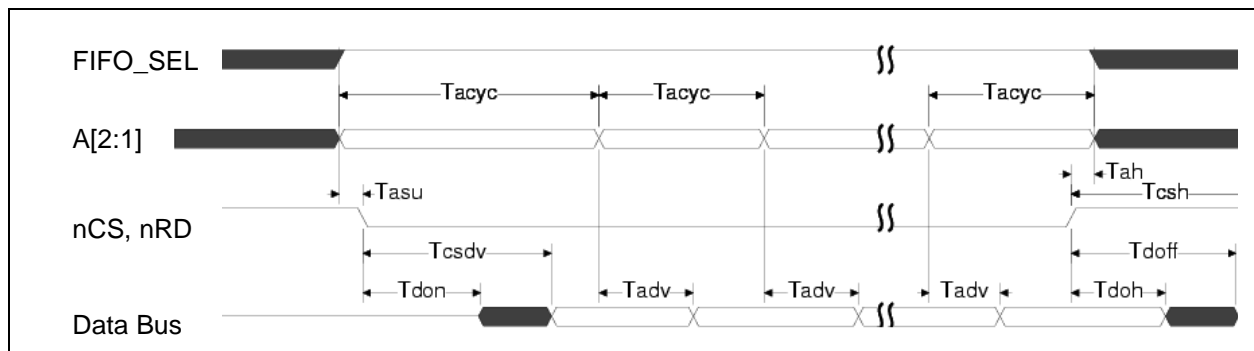 FIFO_SEL
Tacyc Tacyc Tacyc
A[2:1]
Tah
Tasu Tcsh
nCS, nRD
Tcsdv Tdoff
Tdon Tadv Tadv Tadv Tdoh
Data Bus